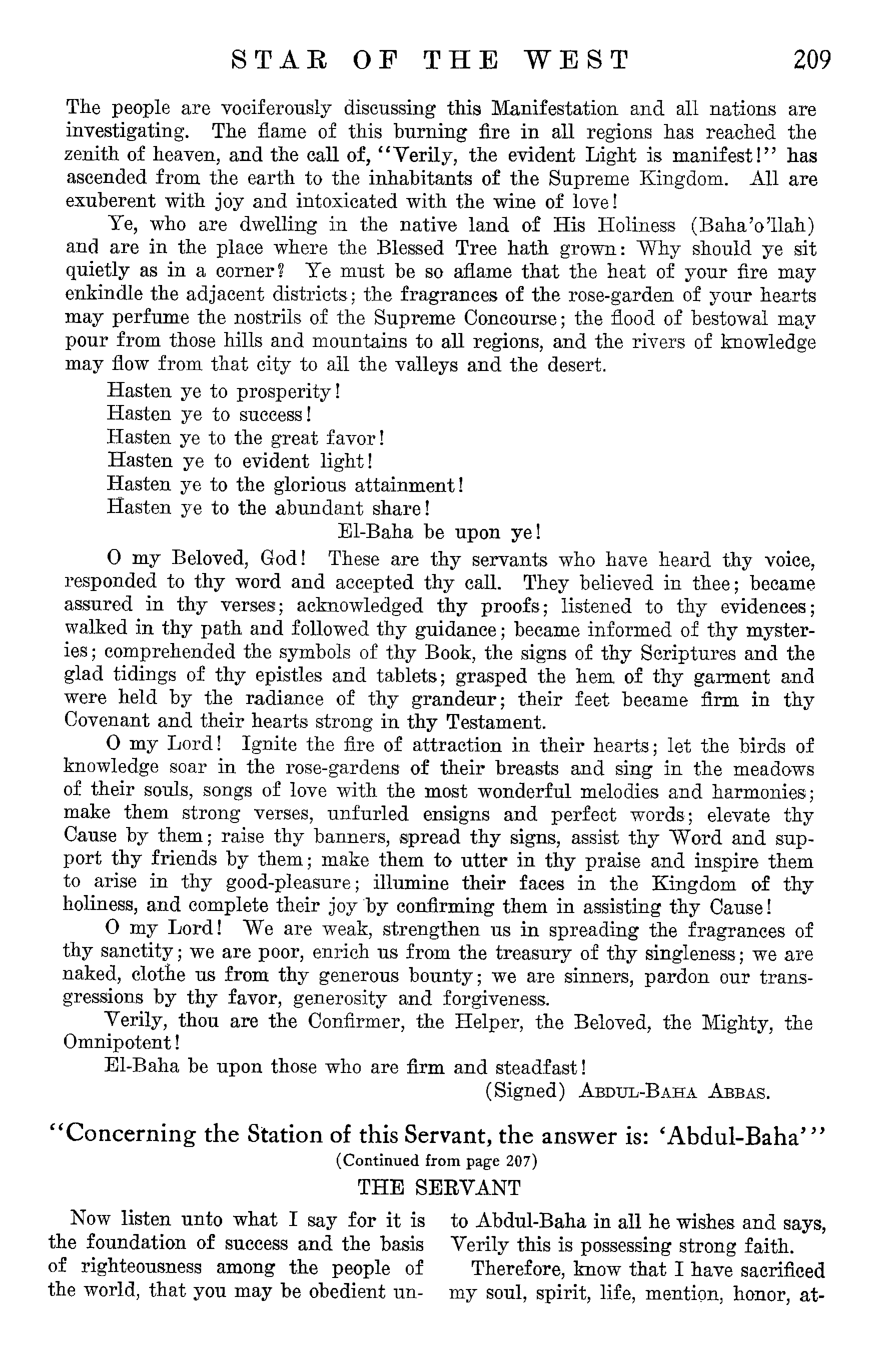 STAR OF THE WEST 209
The people are vociferously discussing this Manifestation and all nations are
investigating. The flame of this burning fire in all regions has reached the
zenith of heaven, and the call of, “Verily, the evident Light is manifest!” has
ascended from the earth to the inhabitants of the Supreme Kingdom. All are
exuberent with joy and intoxicated with the wine of love!
Ye, who are dwelling in the native land of His Holiness (Baha’o’llah)
and are in the place where the Blessed Tree hath grown: Why should ye sit
quietly as in a corner? Ye must be so aflame that the heat of your fire may
enkindle the adjacent districts; the fragrances of the rose-garden of your hearts
may perfume the nostrils of the Supreme Concourse; the flood of bestowal may
pour from those hills and mountains to all regions, and the rivers of knowledge
may flow from that city to all the valleys and the desert.
Hasten ye to prosperity!
Hasten ye to success!
Hasten ye to the great favor!
Hasten ye to evident light!
Hasten ye to the glorious attainment!
Hasten ye to the abundant share!
El-Baha be upon ye!
O my Beloved, God! These are thy servants who have heard thy voice,
responded to thy word and accepted thy call. They believed in thee; became
assured in thy verses; acknowledged thy proofs; listened to thy evidences;
walked in thy path and followed thy guidance; became informed of thy myster-
ies; comprehended the symbols of thy Book, the signs of thy Scriptures and the
glad tidings of thy epistles and tablets; grasped the hem of thy garment and
were held by the radiance of thy grandeur; their feet became firm in thy
Covenant and their hearts strong in thy Testament.
O my Lord! Ignite the fire of attraction in their hearts; let the birds of
knowledge soar in the rose-gardens of their breasts and sing in the meadows
of their souls, songs of love with the most wonderful melodies and harmonies;
make them strong verses, unfurled ensigns and perfect words; elevate thy
Cause by them; raise thy banners, spread thy signs, assist thy Word and sup-
port thy friends by them; make them to utter in thy praise and inspire them
to arise in thy good-pleasure; illumine their faces in the Kingdom of thy
holiness, and complete their joy by confirming them in assisting thy Cause!
O my Lord! We are weak, strengthen us in spreading the fragrances of
thy sanctity; we are poor, enrich us from the treasury of thy singleness; we are
naked, clothe us from thy generous bounty; we are sinners, pardon our trans-
gressions by thy favor, generosity and forgiveness.
Verily, thou are the Confirmer, the Helper, the Beloved, the Mighty, the
Omnipotent!
El-Baha be upon those who are firm and steadfast!
(Signed) ABDUL-BAHA ABBAS.
“Concerning the Station of this Servant, the answer is: ‘Abdul-Baha’”
(Continued from page 207)
THE SERVANT
Now listen unto what I say for it is
the foundation of success and the basis
of righteousness among the people of
the world, that you may be obedient un-
to Abdul-Baha in all he wishes and says,
Verily this is possessing strong faith.
Therefore, know that I have sacrificed
my soul, spirit, life, mention, honor, at-